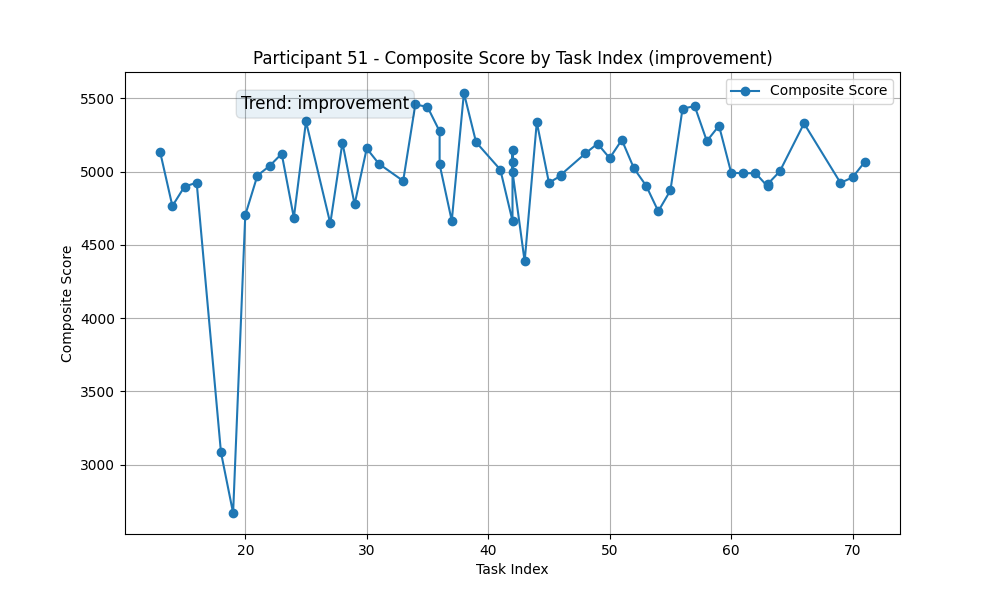 Participant 51 - Composite Score by Task Index (improvement)
Trend: improvement
Composite Score
5500
5000
4500
4000
3500
3000
Composite Score
20 30 40 50 60 70
Task Index